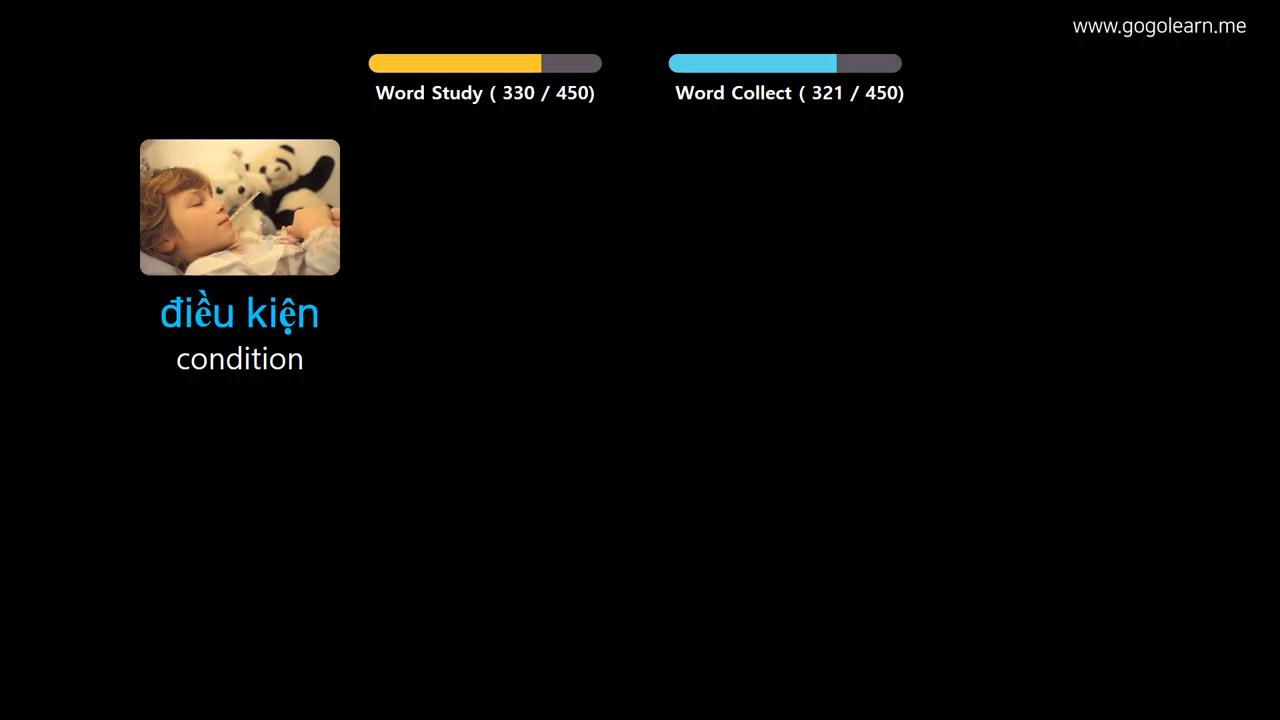 www.gogolearn.me
Word Study ( 330 / 450)
Word Collect ( 321 / 450)
điều kiện
condition